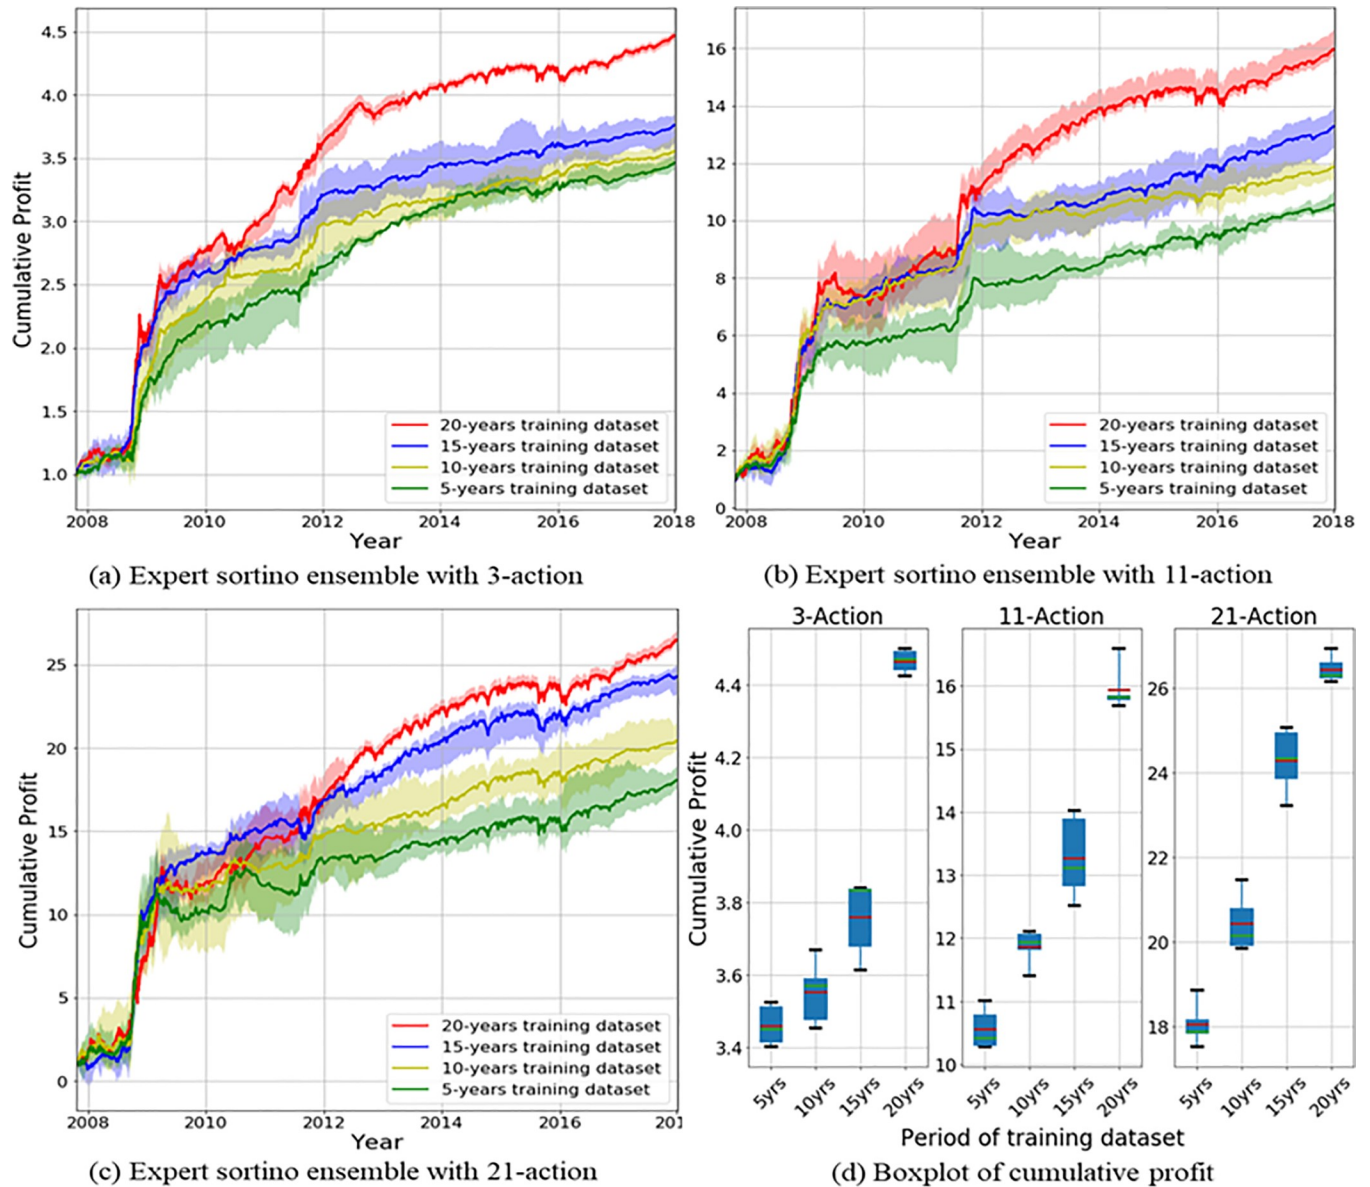 4.5
4.0
3.5
3.0
2.5
2.0
1.5
1.0
Cumulative Profit
20-years training dataset
15-years training dataset
10-years training dataset
5-years training dataset
2008 2010 2012 2014 2016 2018
Year
(a) Expert sortino ensemble with 3-action
16
14
12
10
8
6
4
2
0
20-years training dataset
15-years training dataset
10-years training dataset
5-years training dataset
2008 2010 2012 2014 2016 2018
Year
(b) Expert sortino ensemble with 11-action
25
20
15
10
5
0
Cumulative Profit
20-years training dataset
15-years training dataset
10-years training dataset
5-years training dataset
2008 2010 2012 2014 2016 201
Year
(c) Expert sortino ensemble with 21-action
3-Action 11-Action 21-Action
Cumulative Profit
4.4
4.2
4.0
3.8
3.6
3.4
16
15
14
13
12
11
10
26
24
22
20
18
5yrs 10yrs 15yrs 20yrs 5yrs 10yrs 15yrs 20yrs 5yrs 10yrs 15yrs 20yrs
Period of training dataset
(d) Boxplot of cumulative profit